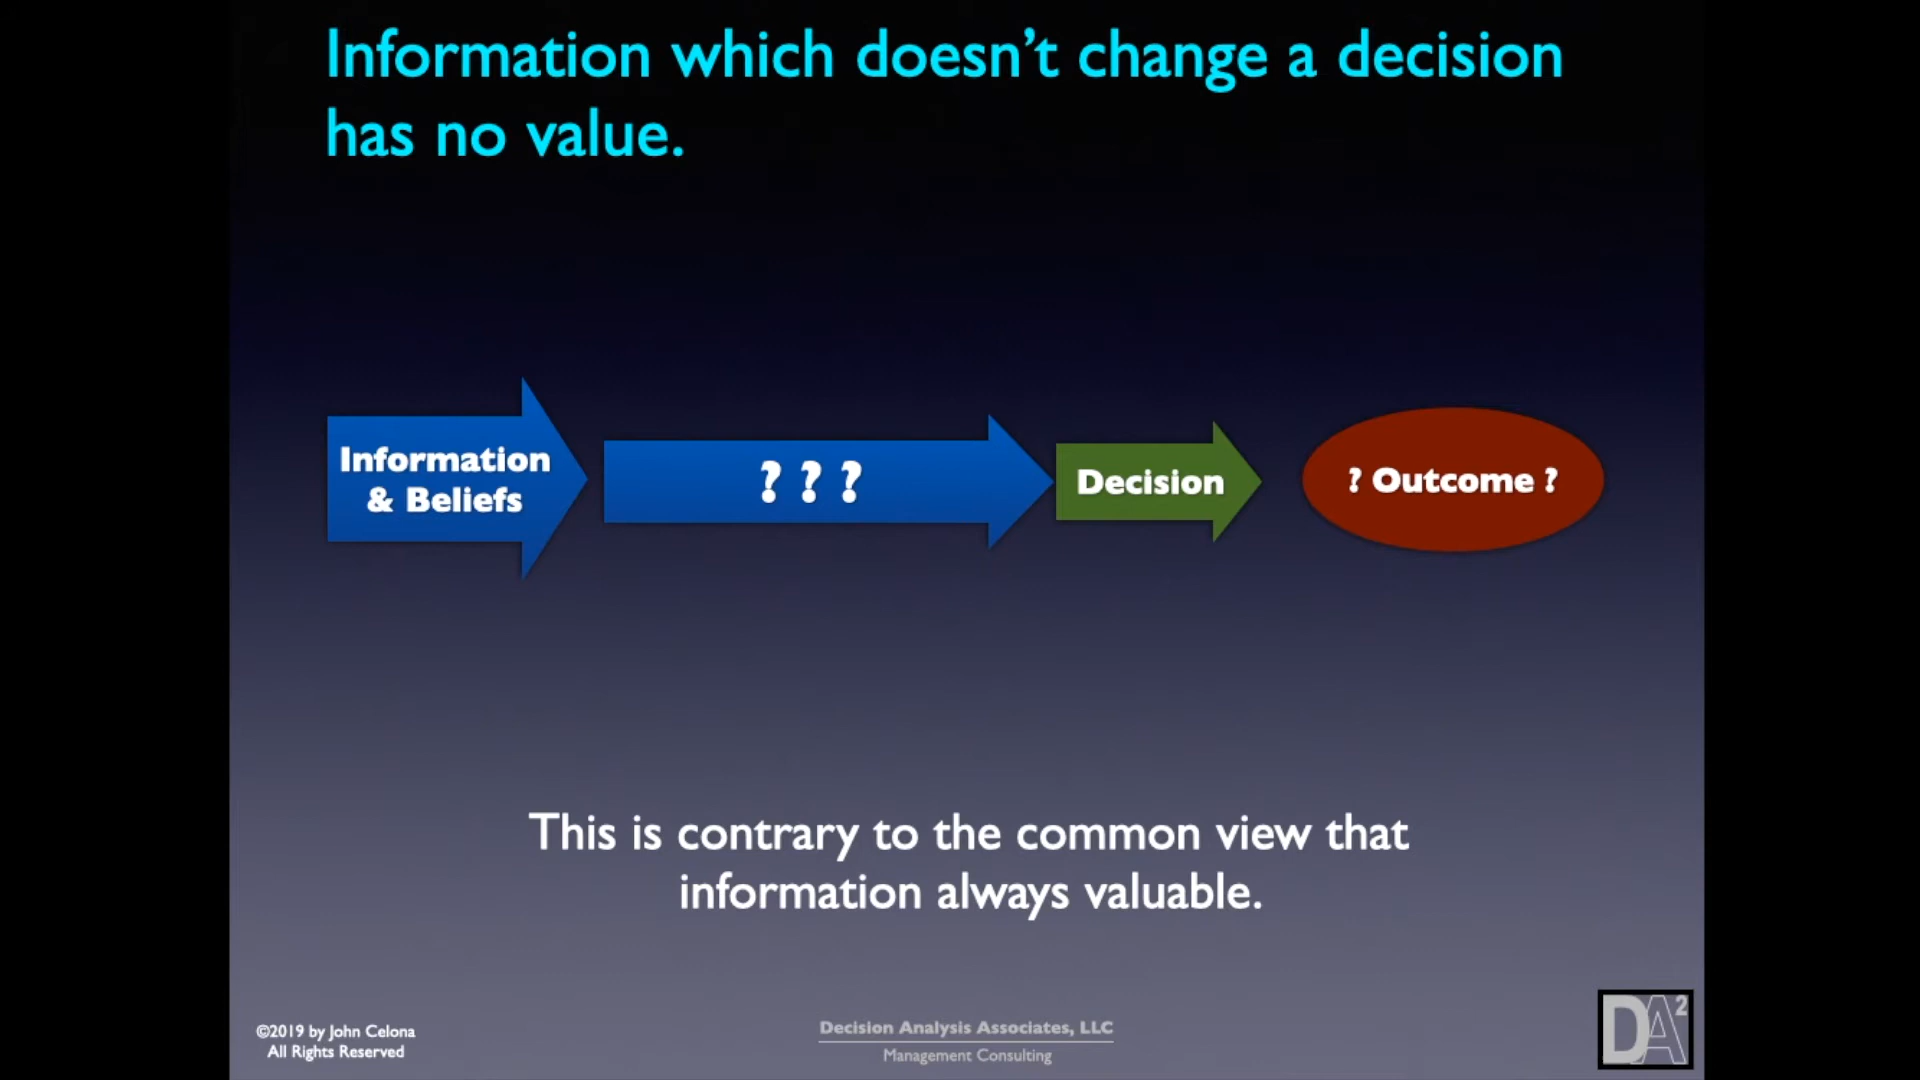 Information which doesn't change a decision
has no value.
Information
& Beliefs
? ? ?
Decision
? Outcome ?
This is contrary to the common view that
information always valuable.
©2019 by John Celona
All Rights Reserved
Decision Analysis Associates, LLC
Management Consulting
DA2